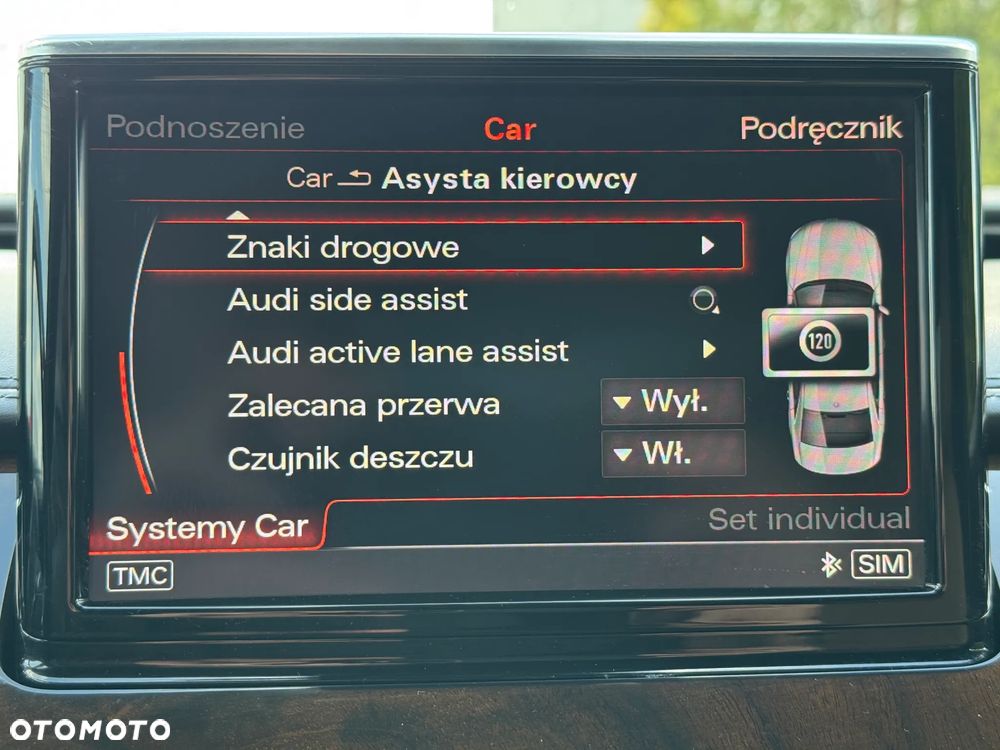 Podnoszenie Car Podręcznik
Car Asysta kierowcy
Znaki drogowe
Audi side assist
Audi active lane assist
Zalecana przerwa Wył.
Czujnik deszczu Wł.
120
Systemy Car Set individual
TMC SIM
OTOMOTO